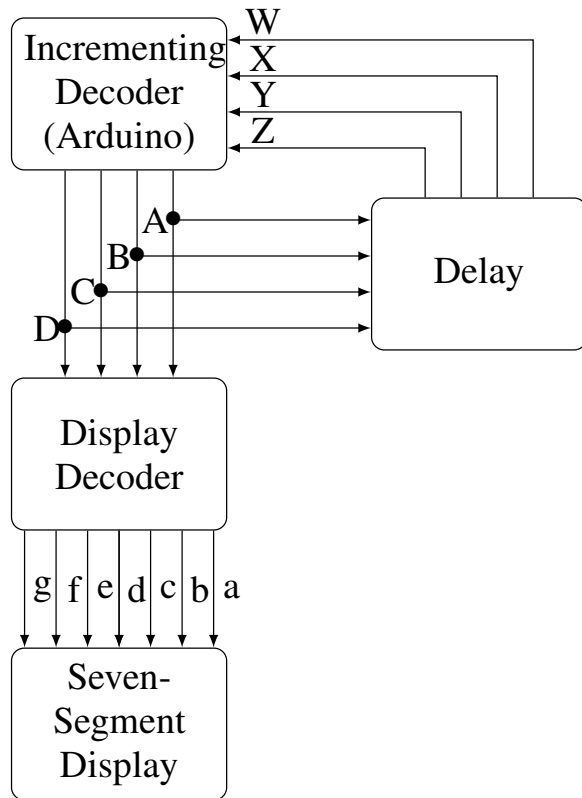 Incrementing
Decoder
(Arduino)
W
X
Y
Z
A
B
C
D
Delay
Display
Decoder
g f e d c b a
Seven-
Segment
Display